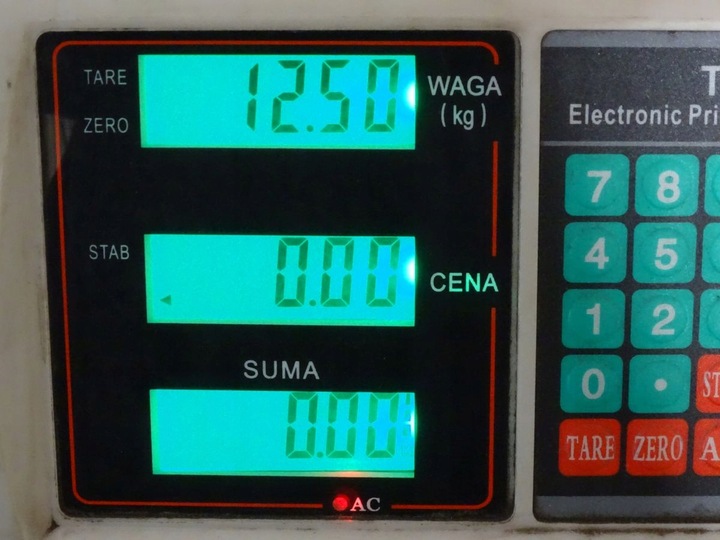 TARE
12.50
WAGA
ZERO
(kg)
STAB
0.00
CENA
SUMA
0.00
AC
Electronic
7 8
4 5
1 2
0 .
TARE ZERO